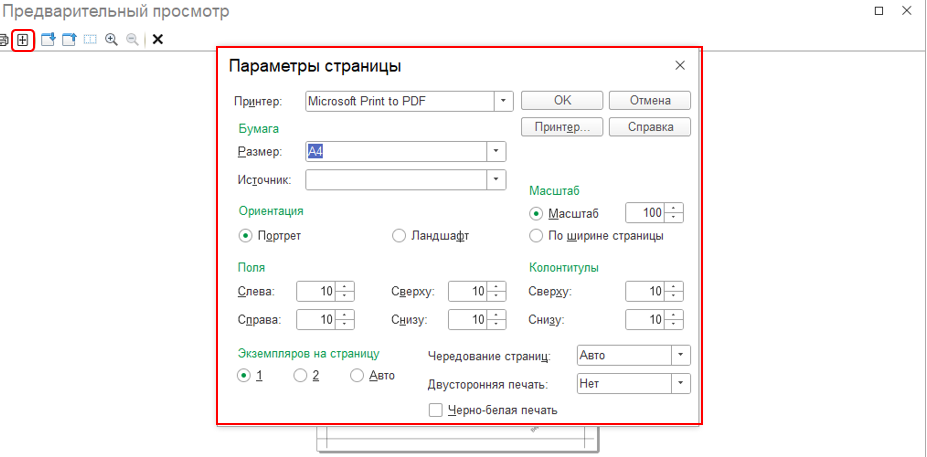 Предварительный просмотр
Параметры страницы
Принтер: Microsoft Print to PDF OK Отмена
Бумага Принтер... Справка
Размер: A4
Источник:
Масштаб
Ориентация Масштаб 100
Портрет Ландшафт По ширине страницы
Поля Колонтитулы
Слева: 10 Сверху: 10 Сверху: 10
Справа: 10 Снизу: 10 Снизу: 10
Экземпляров на страницу Чередование страниц: Авто
1 2 Авто Двусторонняя печать: Нет
Черно-белая печать